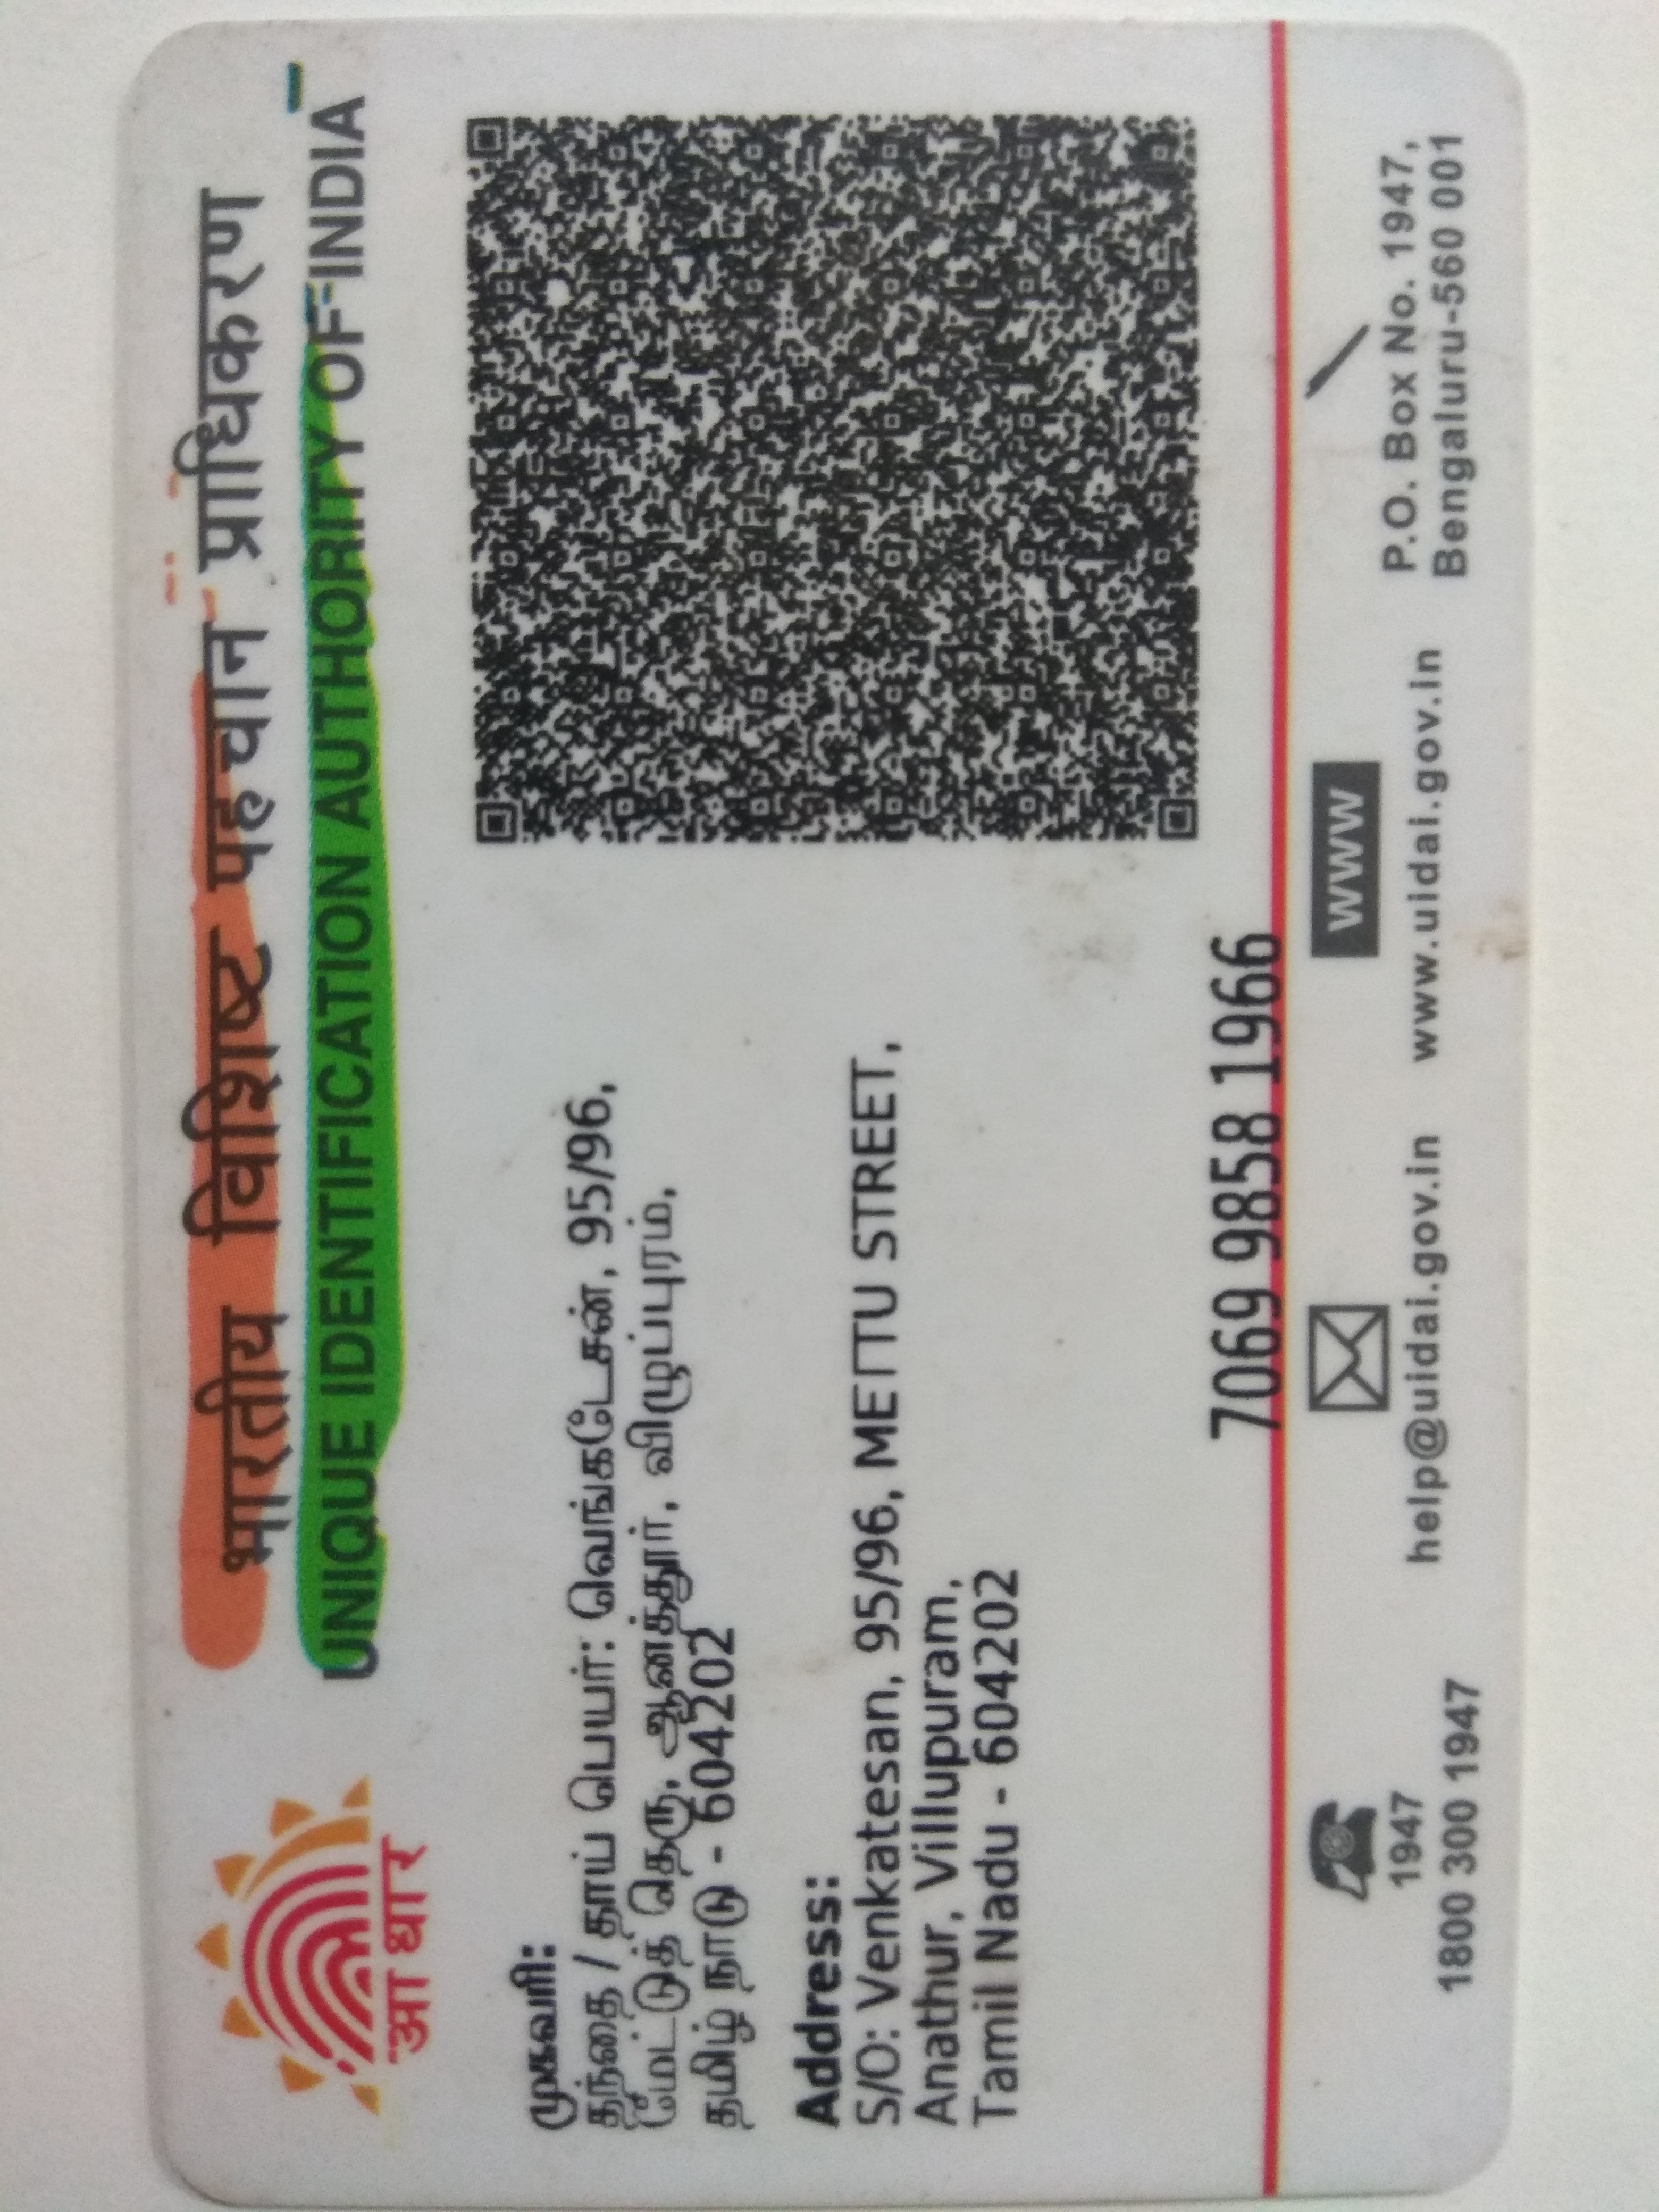 भारतीय विशिष्ट पहचान प्राधिकरण
UNIQUE IDENTIFICATION AUTHORITY OF INDIA
आधार
முகவரி:
தந்தை / தாய் பெயர்: வெங்கடேசன், 95/96,
மேட்டுத் தெரு, ஆனத்தூர், விழுப்புரம்,
தமிழ் நாடு - 604202
Address:
S/O: Venkatesan, 95/96, METTU STREET,
Anathur, Villupuram,
Tamil Nadu - 604202
7069 9858 1966
1947
1800 300 1947
help@uidai.gov.in
www
www.uidai.gov.in
P.O. Box No. 1947,
Bengaluru-560 001